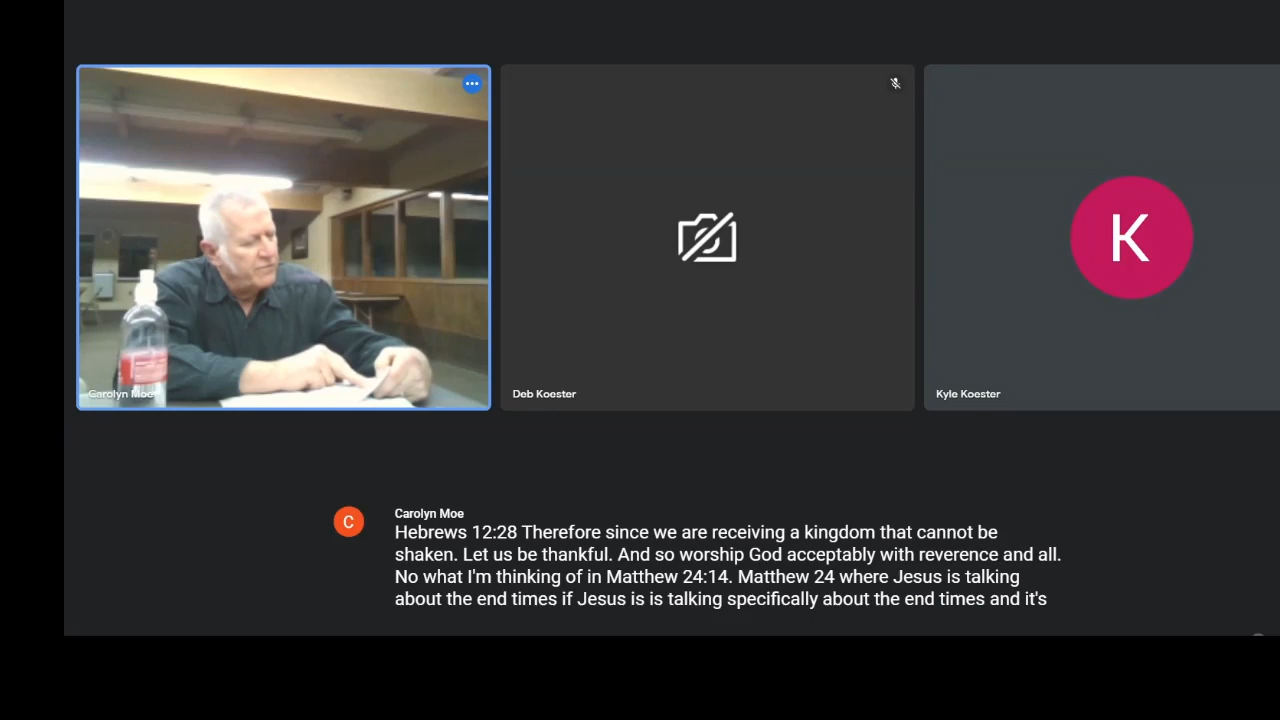 Carolyn Moe
Deb Koester
K
Kyle Koester
C
Carolyn Moe
Hebrews 12:28 Therefore since we are receiving a kingdom that cannot be
shaken. Let us be thankful. And so worship God acceptably with reverence and all.
No what I'm thinking of in Matthew 24:14. Matthew 24 where Jesus is talking
about the end times if Jesus is is talking specifically about the end times and it's